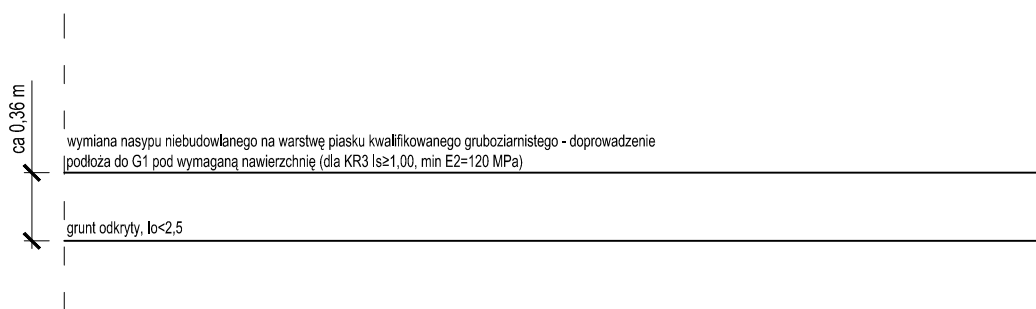 ca 0,36 m
wymiana nasypu niebudowlanego na warstwę piasku kwalifikowanego gruboziarnistego - doprowadzenie
podłoża do G1 pod wymaganą nawierzchnię (dla KR3 Is≥1,00, min E2=120 MPa)
grunt odkryty, Io<2,5